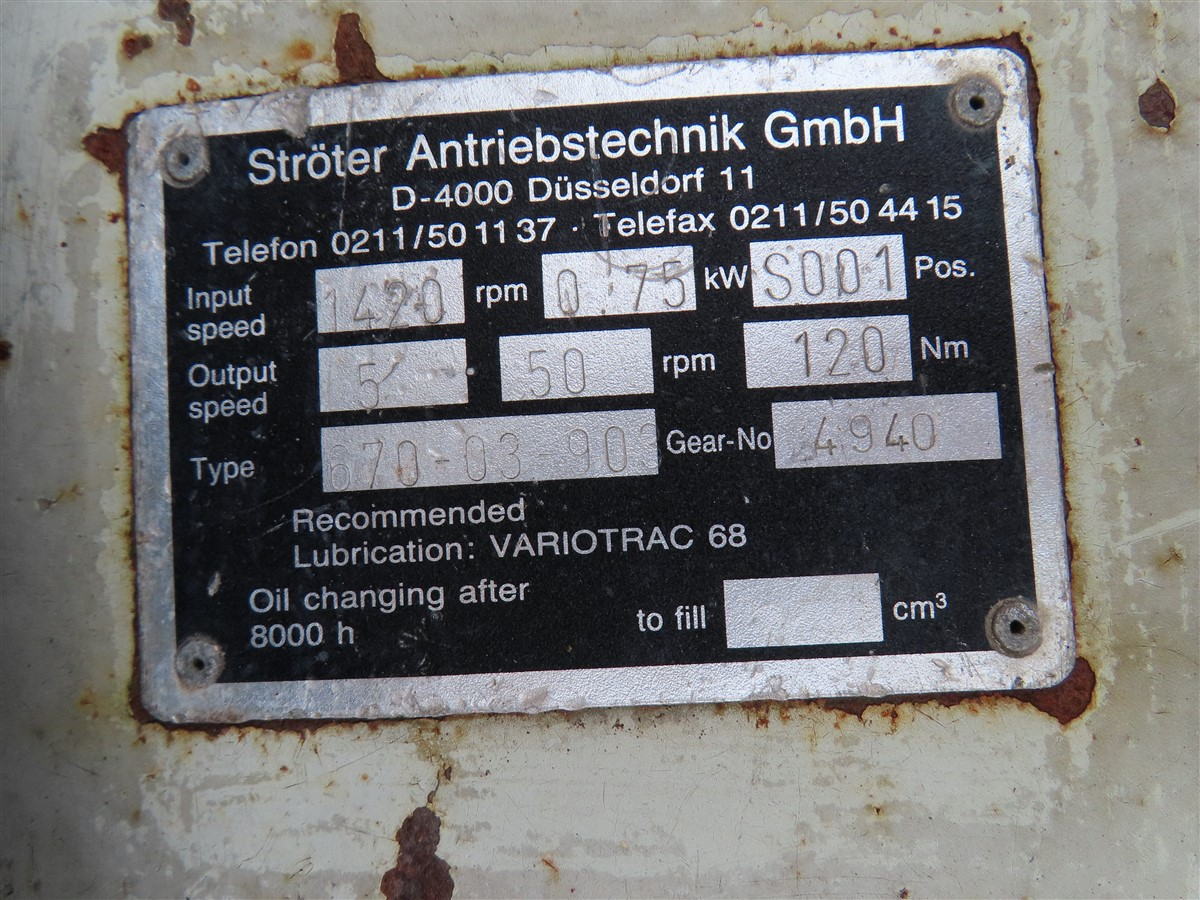 Ströter Antriebstechnik GmbH
D-4000 Düsseldorf 11
Telefon 0211/50 11 37 · Telefax 0211/50 44 15
Input speed 1420 rpm 0.75 kW S001 Pos.
Output speed 5 50 rpm 120 Nm
Type 670-03-903 Gear-No 4940
Recommended
Lubrication: VARIOTRAC 68
Oil changing after
8000 h to fill cm³